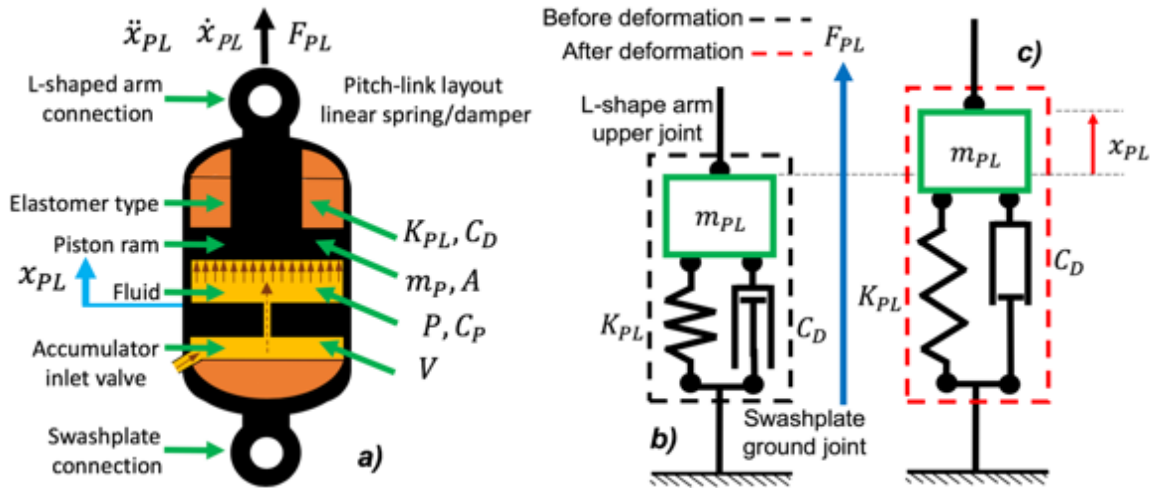 ẍ_PL ẋ_PL F_PL
L-shaped arm
connection
Pitch-link layout
linear spring/damper
Elastomer type
K_PL, C_D
Piston ram
x_PL
m_P, A
Fluid
P, C_P
Accumulator
inlet valve
V
Swashplate
connection
a)
Before deformation
After deformation
F_PL
L-shape arm
upper joint
m_PL
K_PL
C_D
Swashplate
ground joint
b)
c)
m_PL
x_PL
K_PL
C_D